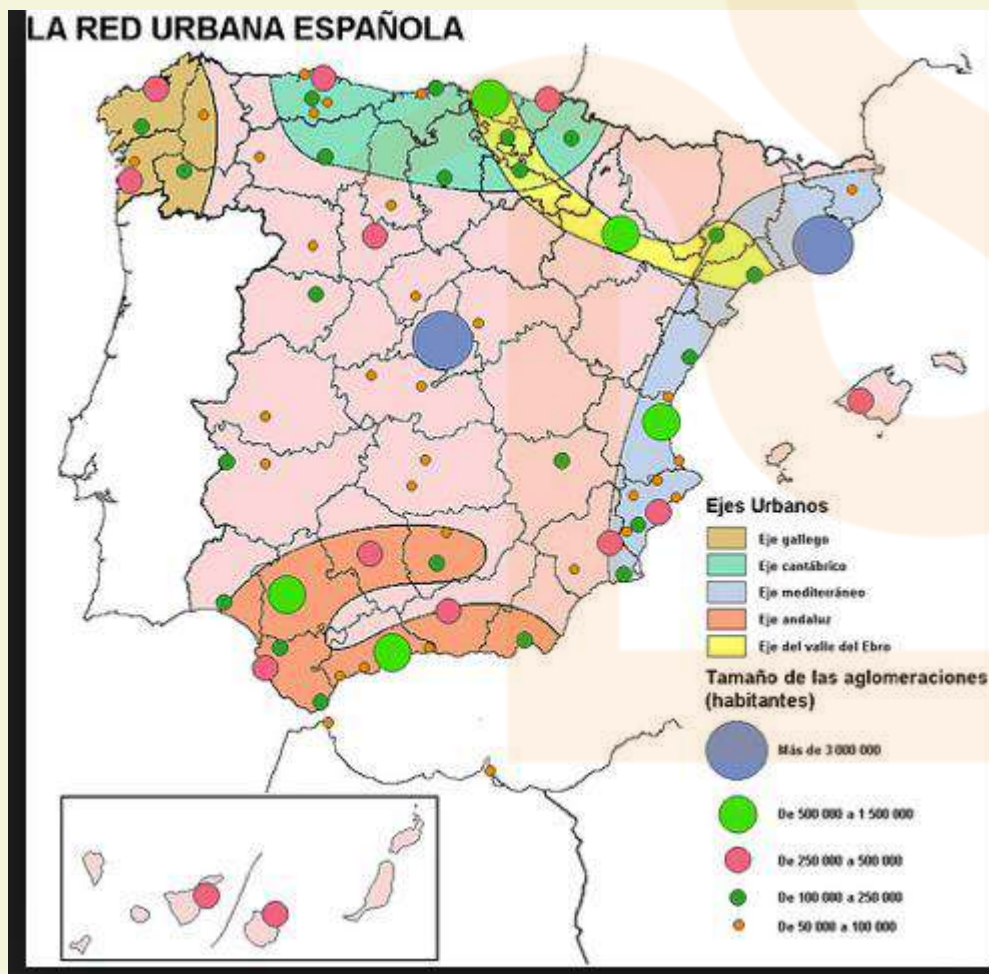 LA RED URBANA ESPAÑOLA
Ejes Urbanos
Eje gallego
Eje cantábrico
Eje mediterráneo
Eje andaluz
Eje del valle del Ebro
Tamaño de las aglomeraciones
(habitantes)
Más de 3 000 000
De 500 000 a 1 500 000
De 250 000 a 500 000
De 100 000 a 250 000
De 50 000 a 100 000